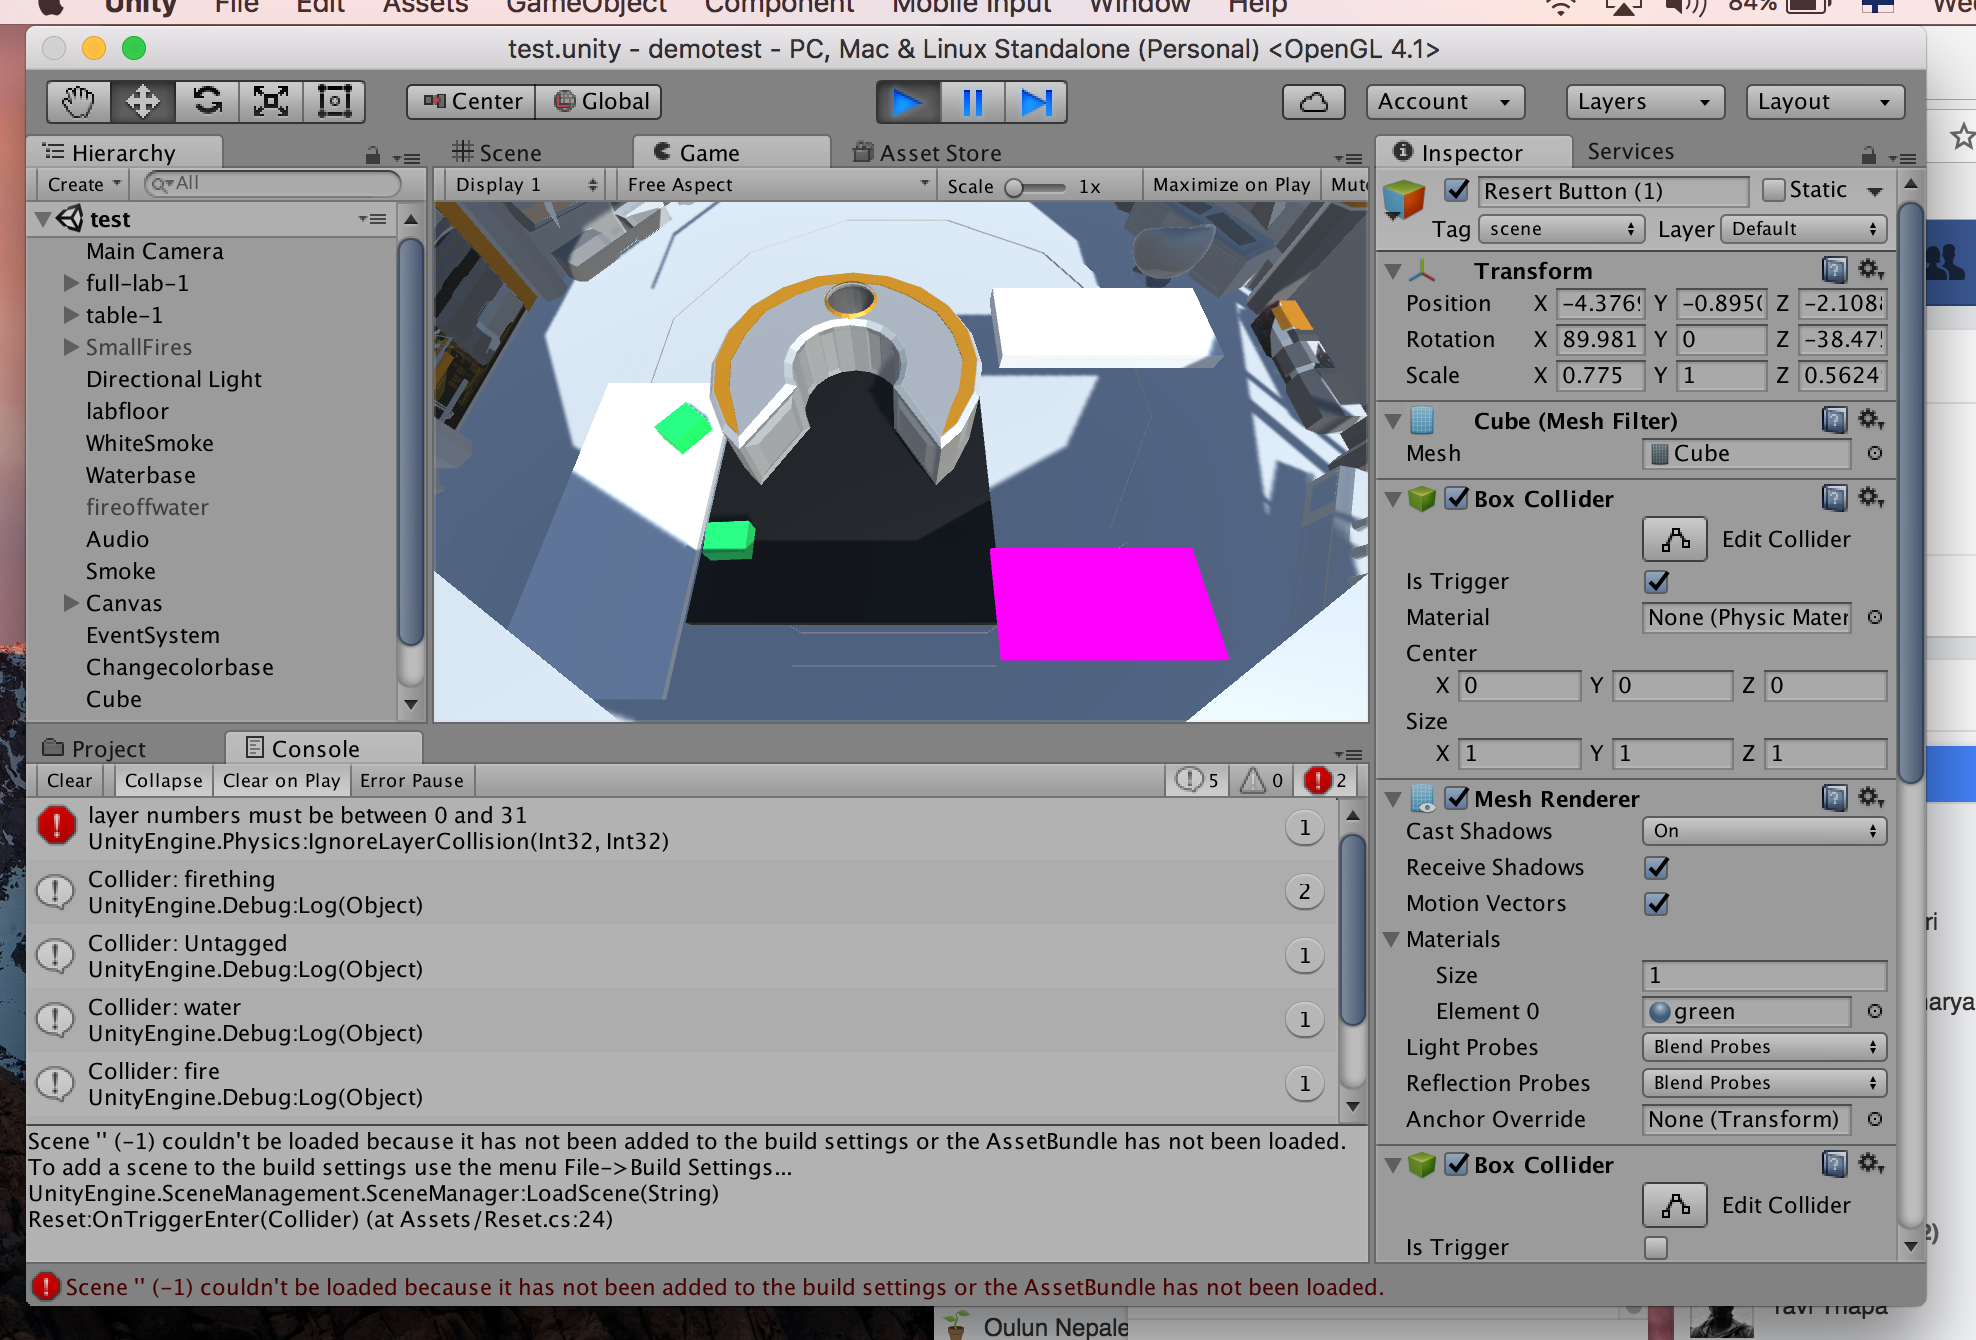 Unity File Edit Assets GameObject Component Mobile Input Window Help 84%
test.unity - demotest - PC, Mac & Linux Standalone (Personal) <OpenGL 4.1>
Center Global Account Layers Layout
Hierarchy
Create All
test
Main Camera
full-lab-1
table-1
SmallFires
Directional Light
labfloor
WhiteSmoke
Waterbase
fireoffwater
Audio
Smoke
Canvas
EventSystem
Changecolorbase
Cube
Scene Game Asset Store
Display 1 Free Aspect Scale 1x Maximize on Play
Inspector Services
Resert Button (1) Static
Tag scene Layer Default
Transform
Position X -4.376 Y -0.895 Z -2.108
Rotation X 89.981 Y 0 Z -38.47
Scale X 0.775 Y 1 Z 0.5624
Cube (Mesh Filter)
Mesh Cube
Box Collider
Edit Collider
Is Trigger
Material None (Physic Mater
Center
X 0 Y 0 Z 0
Size
X 1 Y 1 Z 1
Mesh Renderer
Cast Shadows On
Receive Shadows
Motion Vectors
Materials
Size 1
Element 0 green
Light Probes Blend Probes
Reflection Probes Blend Probes
Anchor Override None (Transform)
Box Collider
Edit Collider
Is Trigger
Project Console
Clear Collapse Clear on Play Error Pause 5 0 2
layer numbers must be between 0 and 31
UnityEngine.Physics:IgnoreLayerCollision(Int32, Int32)
1
Collider: firething
UnityEngine.Debug:Log(Object)
2
Collider: Untagged
UnityEngine.Debug:Log(Object)
1
Collider: water
UnityEngine.Debug:Log(Object)
1
Collider: fire
UnityEngine.Debug:Log(Object)
1
Scene '' (-1) couldn't be loaded because it has not been added to the build settings or the AssetBundle has not been loaded.
To add a scene to the build settings use the menu File->Build Settings...
UnityEngine.SceneManagement.SceneManager:LoadScene(String)
Reset:OnTriggerEnter(Collider) (at Assets/Reset.cs:24)
Scene '' (-1) couldn't be loaded because it has not been added to the build settings or the AssetBundle has not been loaded.
Oulun Nepale